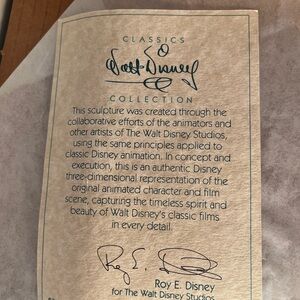 CLASSICS
Walt Disney
COLLECTION
This sculpture was created through the
collaborative efforts of the animators and
other artists of The Walt Disney Studios,
using the same principles applied to
classic Disney animation. In concept and
execution, this is an authentic Disney
three-dimensional representation of the
original animated character and film
scene, capturing the timeless spirit and
beauty of Walt Disney's classic films
in every detail.
Roy E. Disney
Roy E. Disney
for The Walt Disney Studios